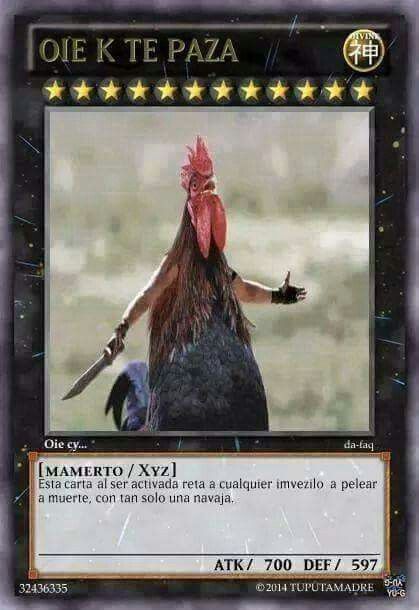 OIE K TE PAZA
DIVINE
神
Oie cy... da-faq
[MAMERTO / XYZ]
Esta carta al ser activada reta a cualquier imvezilo a pelear
a muerte, con tan solo una navaja.
ATK/ 700 DEF/ 597
32436335 ©2014 TUPUTAMADRE